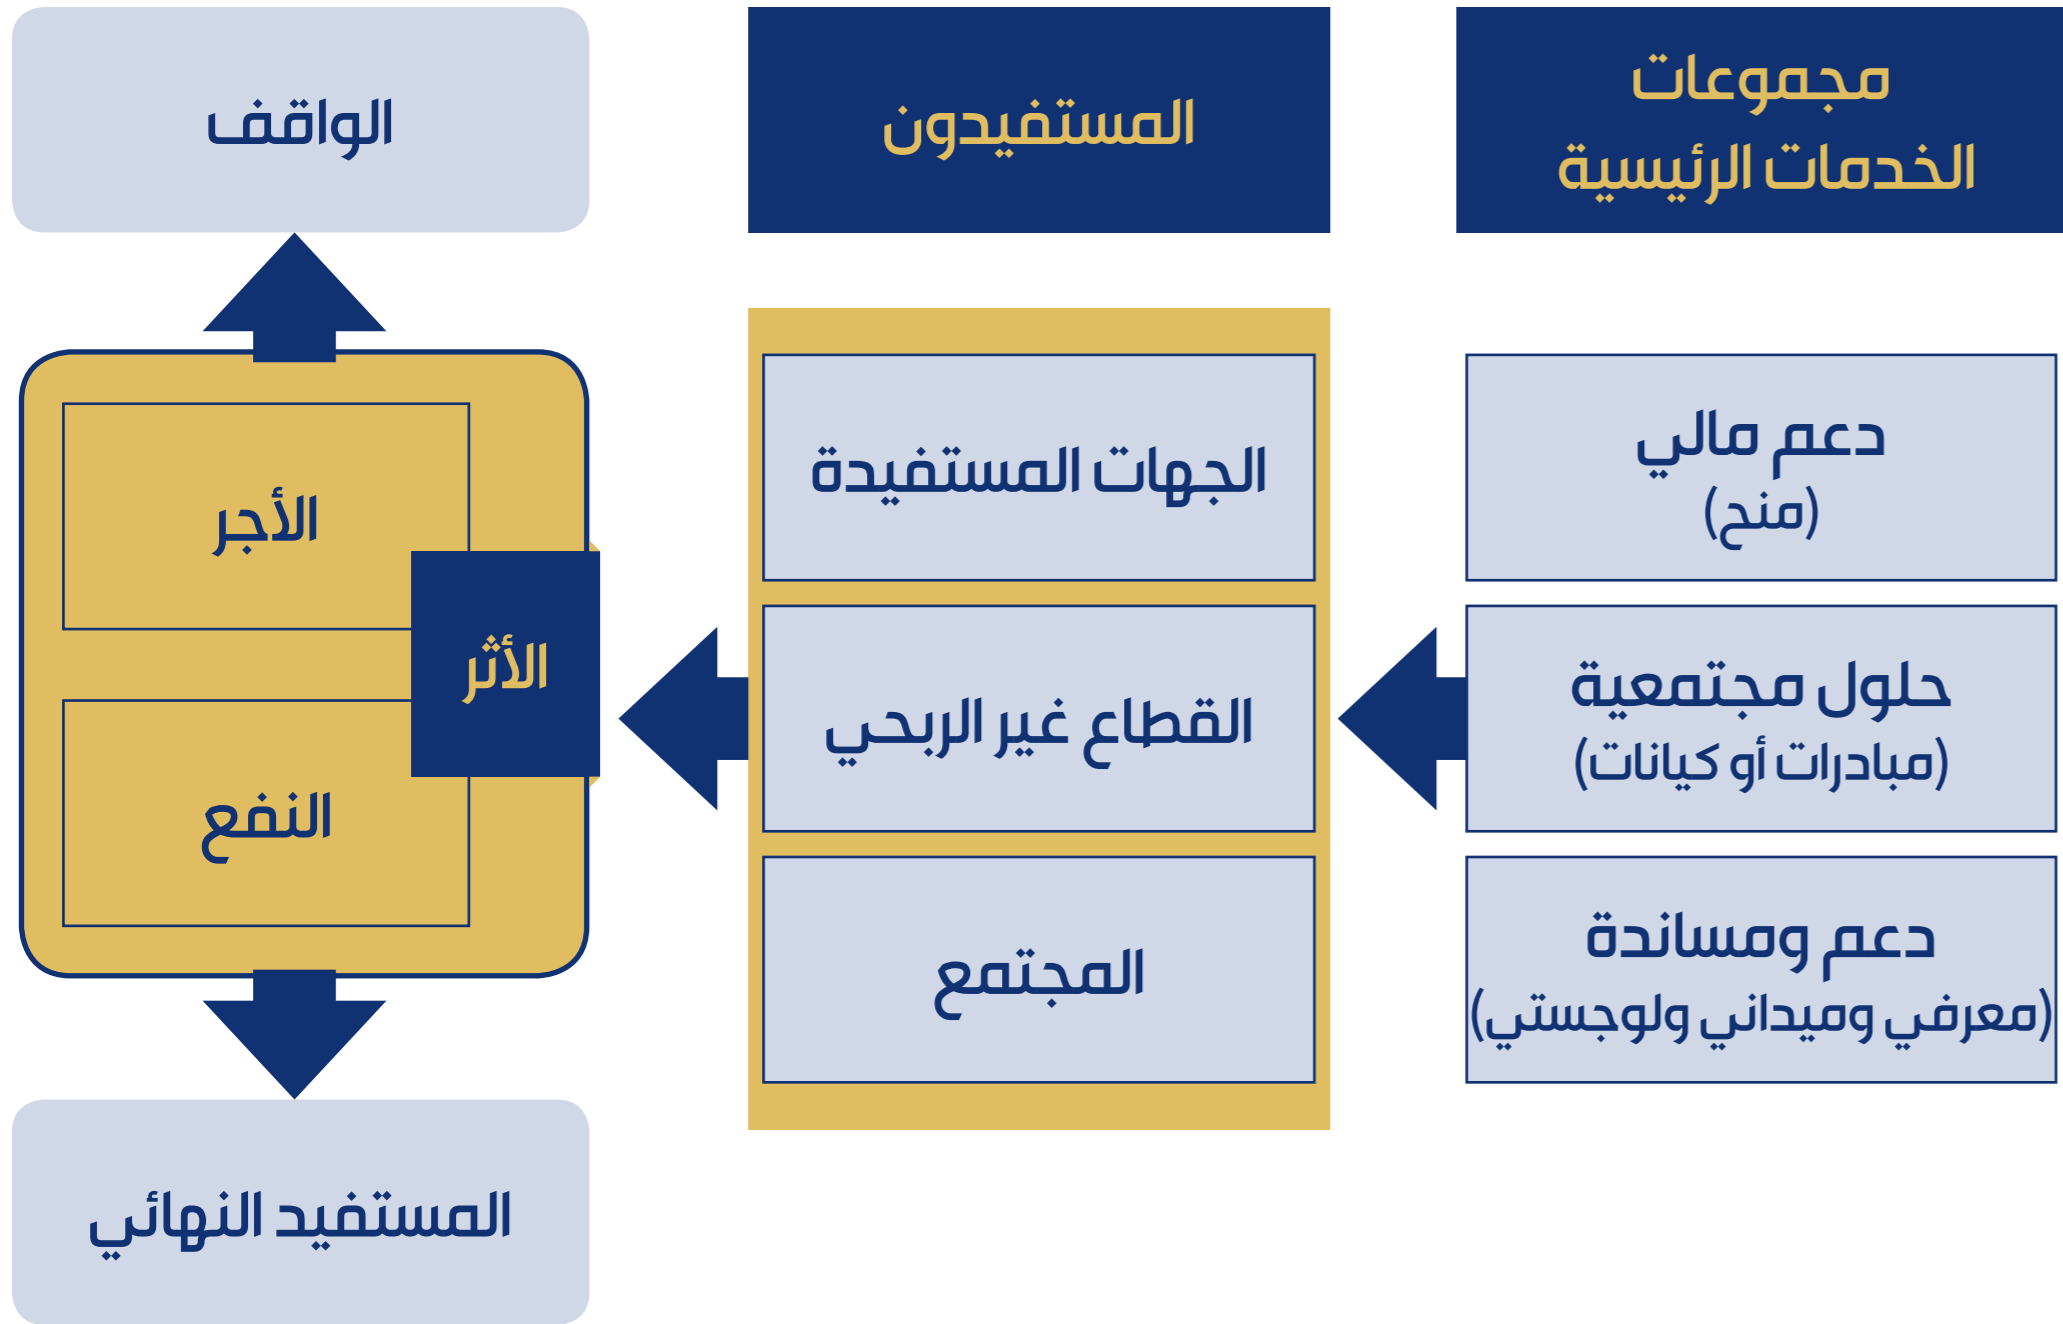 مجموعات
الخدمات الرئيسية
دعم مالي
(منح)
حلول مجتمعية
(مبادرات أو كيانات)
دعم ومساندة
(معرفي وميداني ولوجستي)
المستفيدون
الجهات المستفيدة
القطاع غير الربحي
المجتمع
الواقف
الأجر
الأثر
النفع
المستفيد النهائي